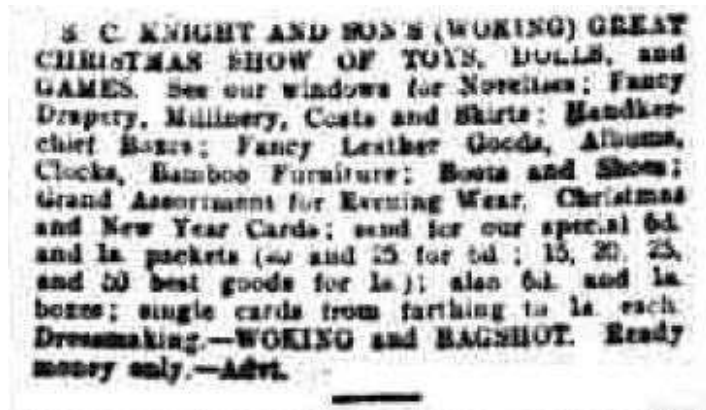 S. C. KNIGHT AND SON'S (WOKING) GREAT
CHRISTMAS SHOW OF TOYS, DOLLS, and
GAMES. See our windows for Novelties; Fancy
Drapery, Millinery, Coats and Skirts; Handker-
chief Boxes; Fancy Leather Goods, Albums,
Clocks, Bamboo Furniture; Boots and Shoes;
Grand Assortment for Evening Wear. Christmas
and New Year Cards; send for our special 6d.
and 1s. packets (20 and 25 for 6d.; 15, 20, 25,
and 50 best goods for 1s.); also 6d. and 1s.
boxes; single cards from farthing to 1s. each.
Dressmaking.—WOKING and BAGSHOT. Ready
money only.—Advt.